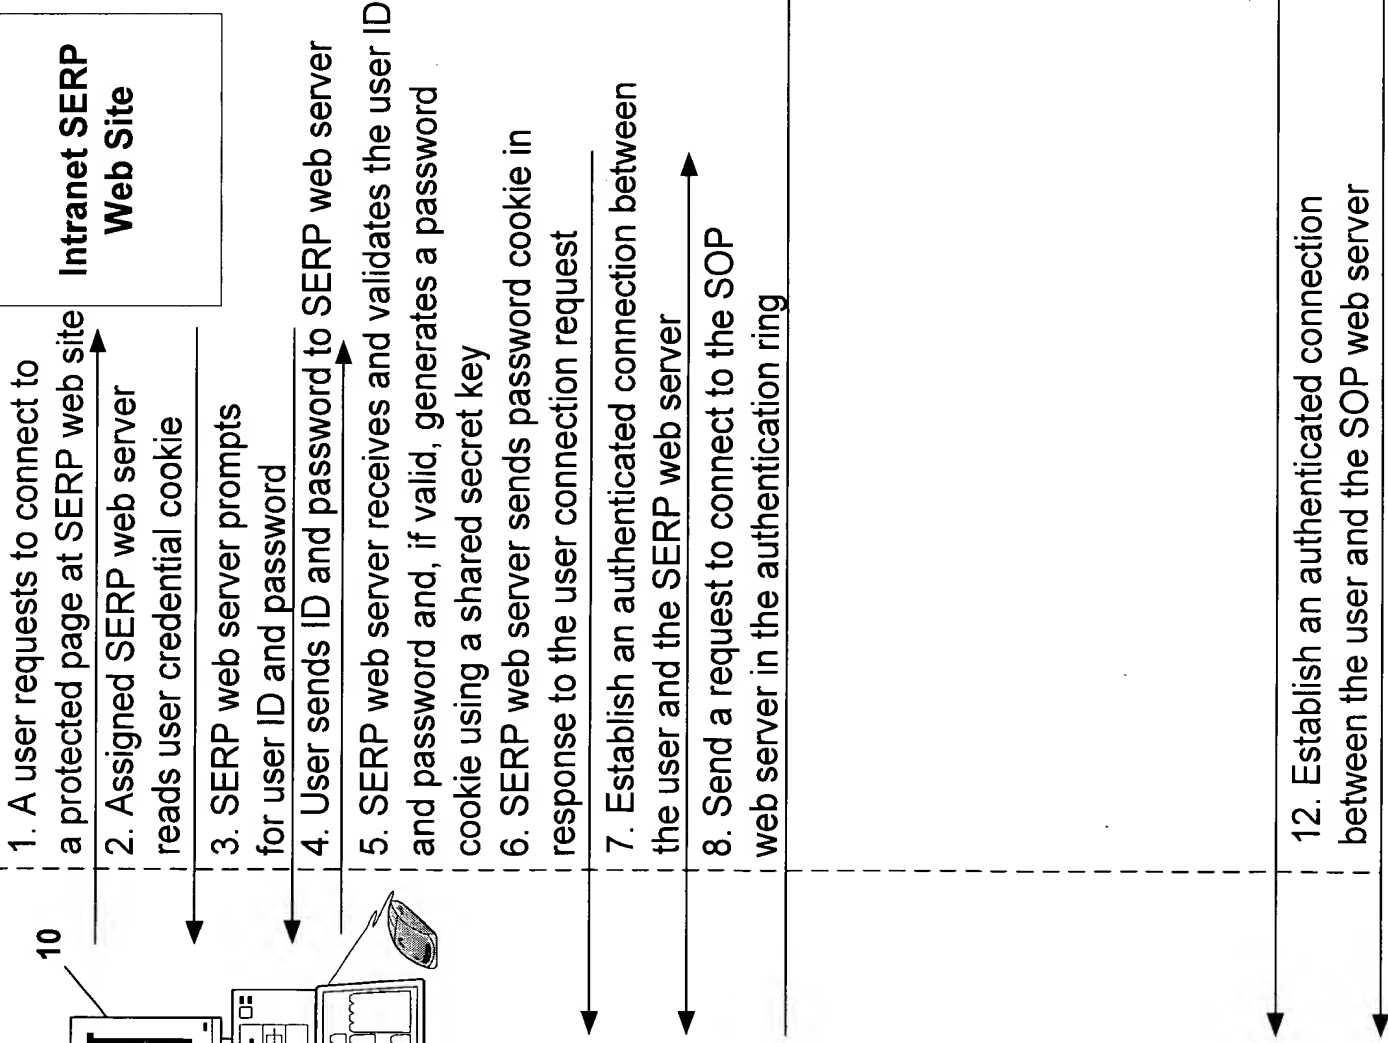 10
Intranet SERP
Web Site
1. A user requests to connect to
a protected page at SERP web site
2. Assigned SERP web server
reads user credential cookie
3. SERP web server prompts
for user ID and password
4. User sends ID and password to SERP web server
5. SERP web server receives and validates the user ID
and password and, if valid, generates a password
cookie using a shared secret key
6. SERP web server sends password cookie in
response to the user connection request
7. Establish an authenticated connection between
the user and the SERP web server
8. Send a request to connect to the SOP
web server in the authentication ring
12. Establish an authenticated connection
between the user and the SOP web server